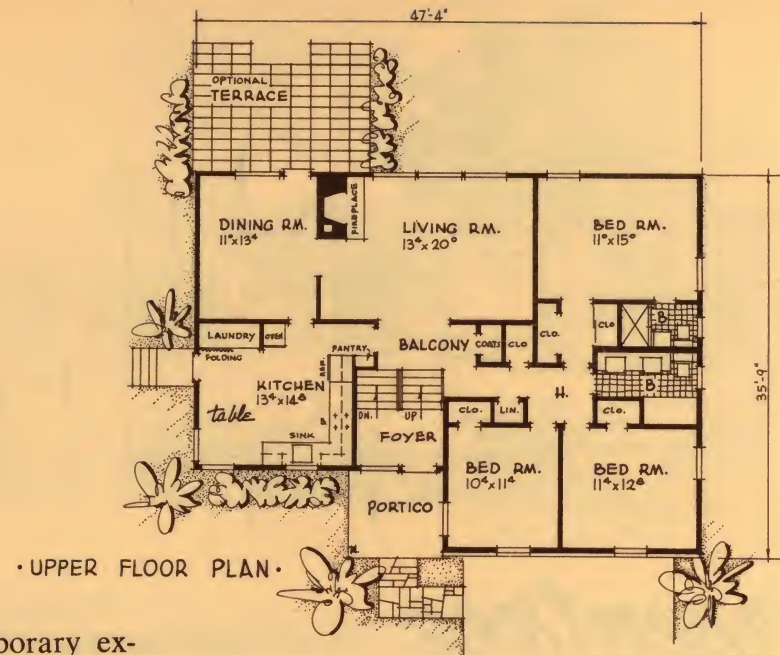 47'-4"
OPTIONAL
TERRACE
DINING RM.
11⁰x13⁴
FIREPLACE
LIVING RM.
13⁴x20⁰
BED RM.
11⁰x15⁰
35'-9"
LAUNDRY
OVEN
FOLDING
PANTRY
REF.
BALCONY
COATS
CLO
CLO.
CLO
B.
B.
KITCHEN
13⁴x14⁸
table
SINK
DN.
UP
FOYER
H.
CLO.
LIN.
CLO.
BED RM.
10⁴x11⁴
BED RM.
11⁴x12⁸
PORTICO
·UPPER FLOOR PLAN·
porary ex-